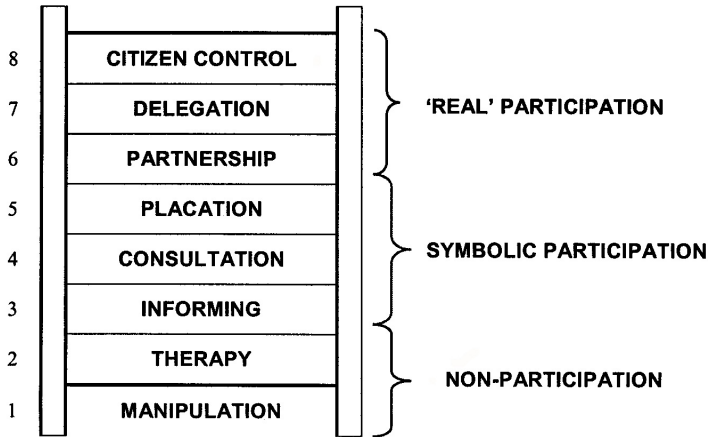 8 CITIZEN CONTROL
7 DELEGATION ‘REAL’ PARTICIPATION
6 PARTNERSHIP
5 PLACATION
4 CONSULTATION SYMBOLIC PARTICIPATION
3 INFORMING
2 THERAPY
NON-PARTICIPATION
1 MANIPULATION